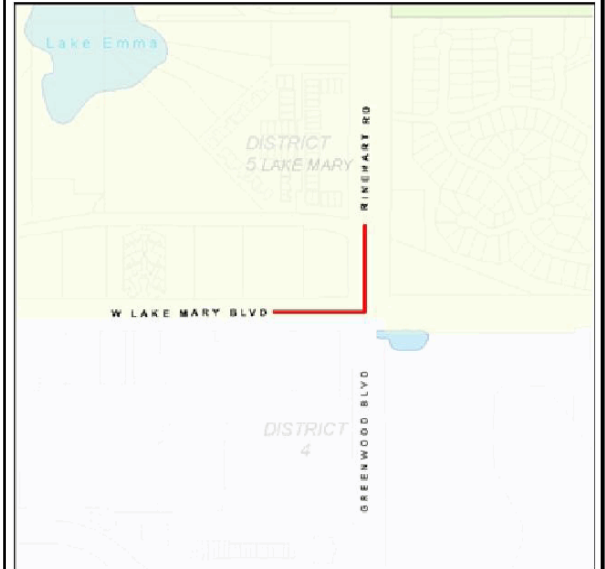 Lake Emma
DISTRICT
5 LAKE MARY
RINEHART RD
W LAKE MARY BLVD
GREENWOOD BLVD
DISTRICT
4